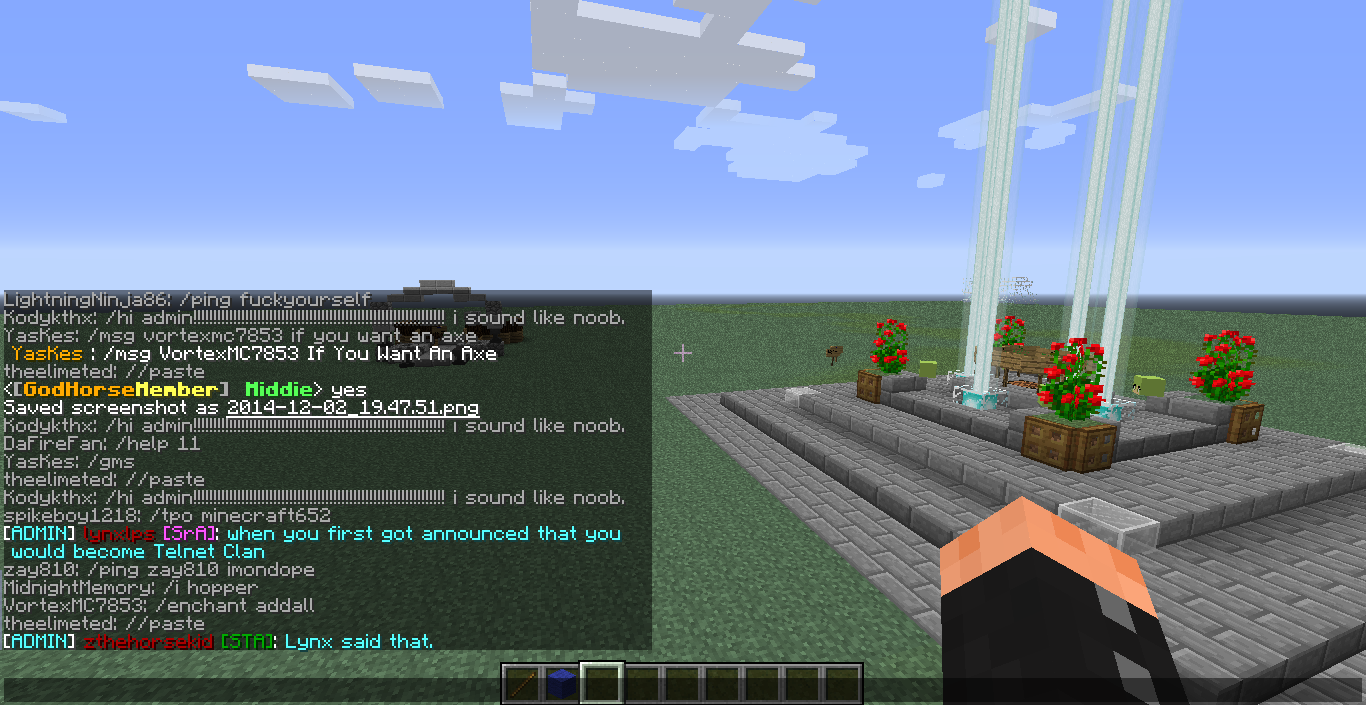 LightningNinja86: /ping fuckyourself
Kodykthx: /hi admin!!!!!!!!!!!!!!!!!!!!!!!!!!!!!!!!!!!!!!!!!!!!!!!!!!!!!!!!!!!!!!! i sound like noob.
YasKes: /msg vortexmc7853 if you want an axe
YasKes : /msg VortexMC7853 If You Want An Axe
theelimeted: //paste
<[GodHorseMember] Middie> yes
Saved screenshot as 2014-12-02_19.47.51.png
Kodykthx: /hi admin!!!!!!!!!!!!!!!!!!!!!!!!!!!!!!!!!!!!!!!!!!!!!!!!!!!!!!!!!!!!!!! i sound like noob.
DaFireFan: /help 11
YasKes: /gms
theelimeted: //paste
Kodykthx: /hi admin!!!!!!!!!!!!!!!!!!!!!!!!!!!!!!!!!!!!!!!!!!!!!!!!!!!!!!!!!!!!!!! i sound like noob.
spikeboy1218: /tpo minecraft652
[ADMIN] lynxlps [SrA]: when you first got announced that you
would become Telnet Clan
zay810: /ping zay810 imondope
MidnightMemory: /i hopper
VortexMC7853: /enchant addall
theelimeted: //paste
[ADMIN] zthehorsekid [STA]: Lynx said that.